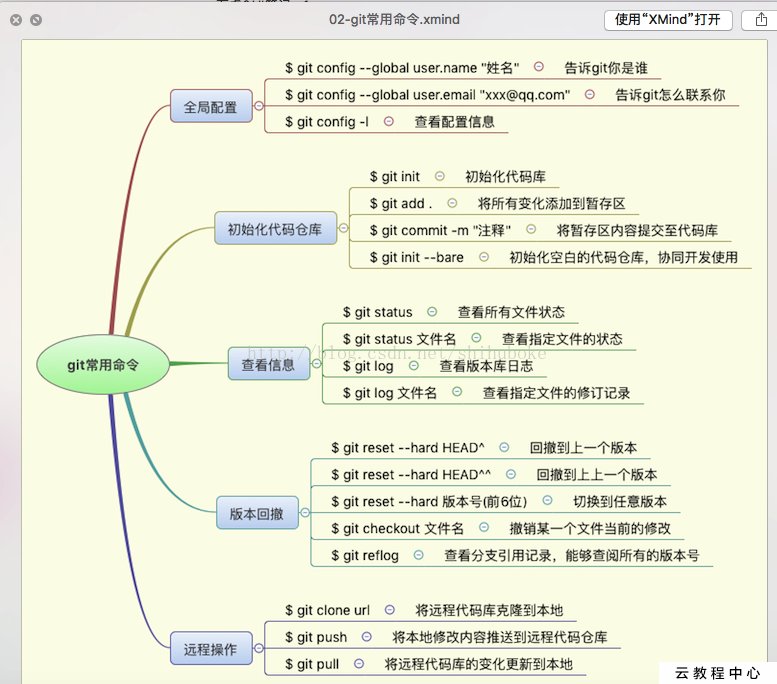 02-git常用命令.xmind
使用“XMind”打开
git常用命令
全局配置
$ git config --global user.name "姓名" 告诉git你是谁
$ git config --global user.email "xxx@qq.com" 告诉git怎么联系你
$ git config -l 查看配置信息
初始化代码仓库
$ git init 初始化代码库
$ git add . 将所有变化添加到暂存区
$ git commit -m "注释" 将暂存区内容提交至代码库
$ git init --bare 初始化空白的代码仓库，协同开发使用
查看信息
$ git status 查看所有文件状态
$ git status 文件名 查看指定文件的状态
http://blog.csdn.net/shihuboke
$ git log 查看版本库日志
$ git log 文件名 查看指定文件的修订记录
版本回撤
$ git reset --hard HEAD^ 回撤到上一个版本
$ git reset --hard HEAD^^ 回撤到上上一个版本
$ git reset --hard 版本号(前6位) 切换到任意版本
$ git checkout 文件名 撤销某一个文件当前的修改
$ git reflog 查看分支引用记录，能够查阅所有的版本号
远程操作
$ git clone url 将远程代码库克隆到本地
$ git push 将本地修改内容推送到远程代码仓库
$ git pull 将远程代码库的变化更新到本地
云教程中心